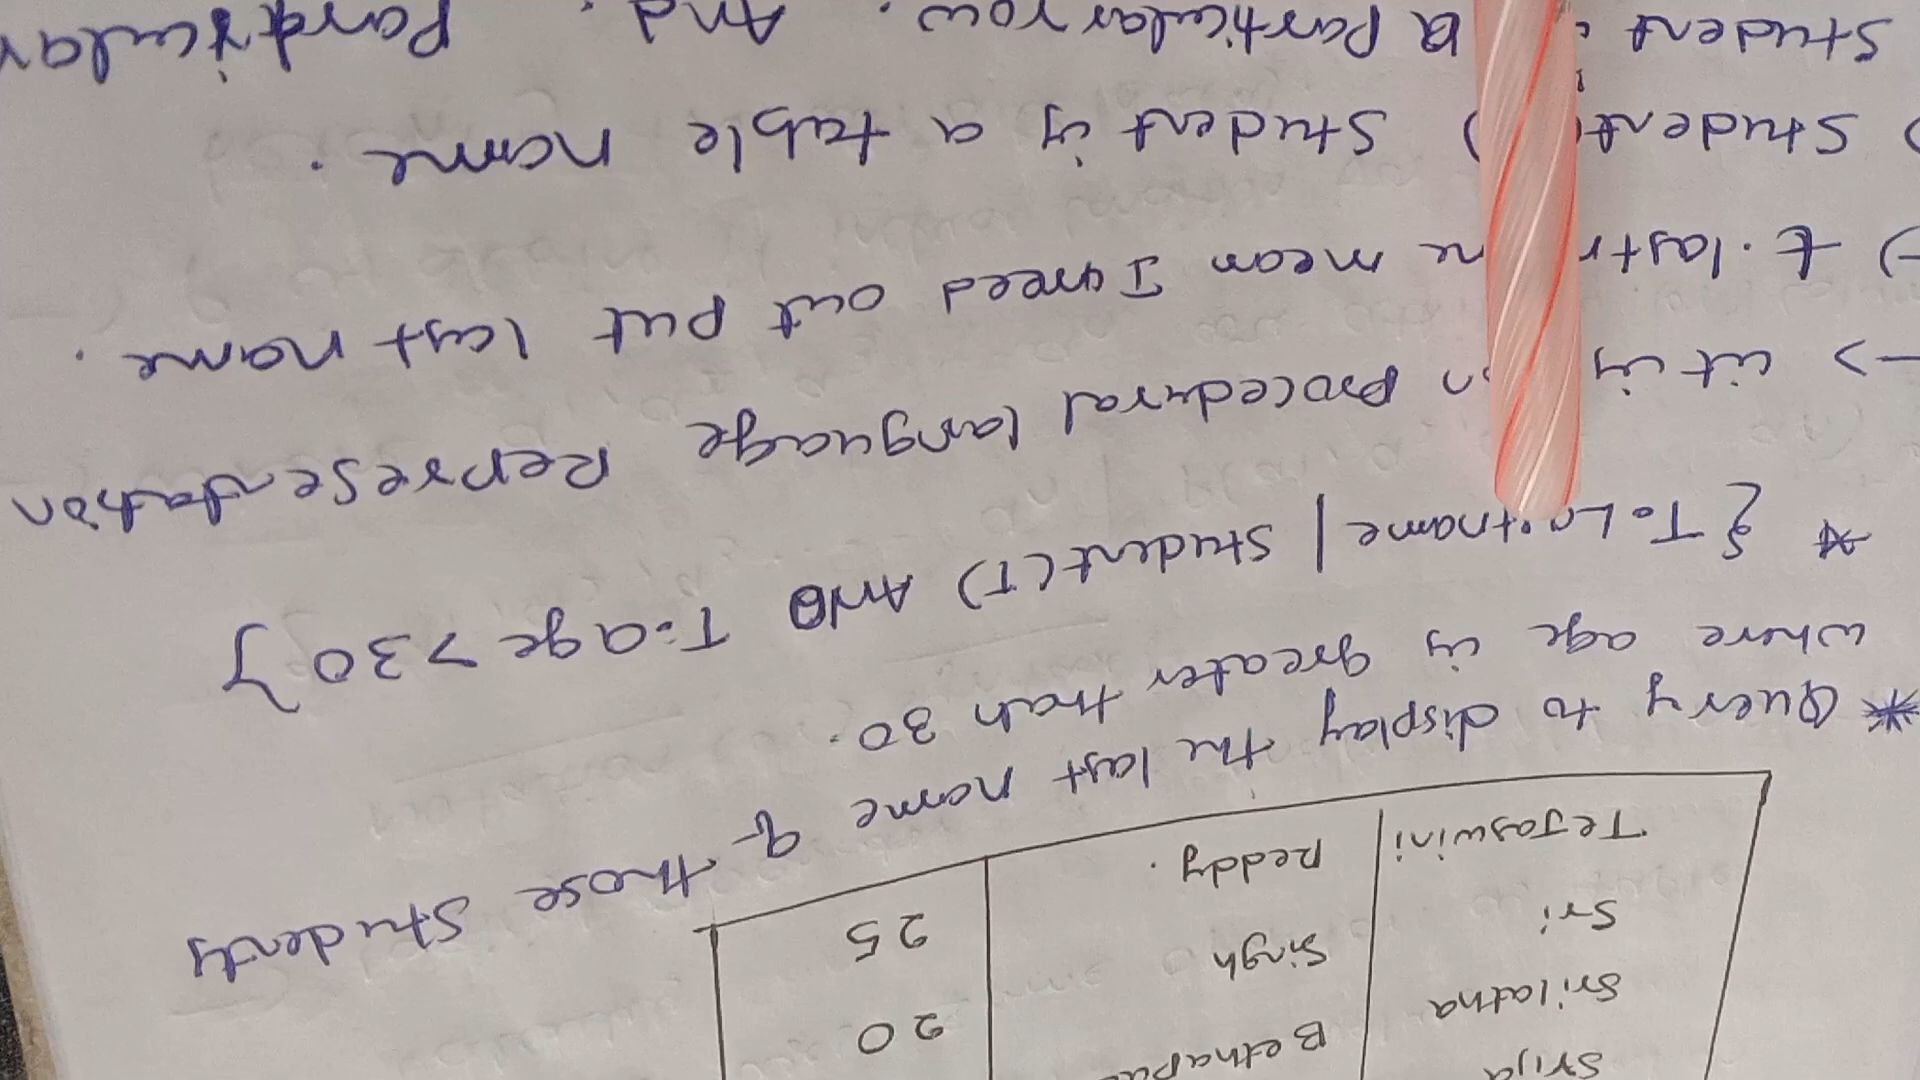 Srija
Srilatha Bethapa
Sri Singh 20
Tejaswini Reddy. 25
* Query to display the last name of those students
where age is greater than 30.
* { T.Lastname | Student(T) AND T.age > 30 }
-> it is procedural language Representation
t.last mean I need out put last name.
Student Student is a table name.
Student a particular row. And. Particular